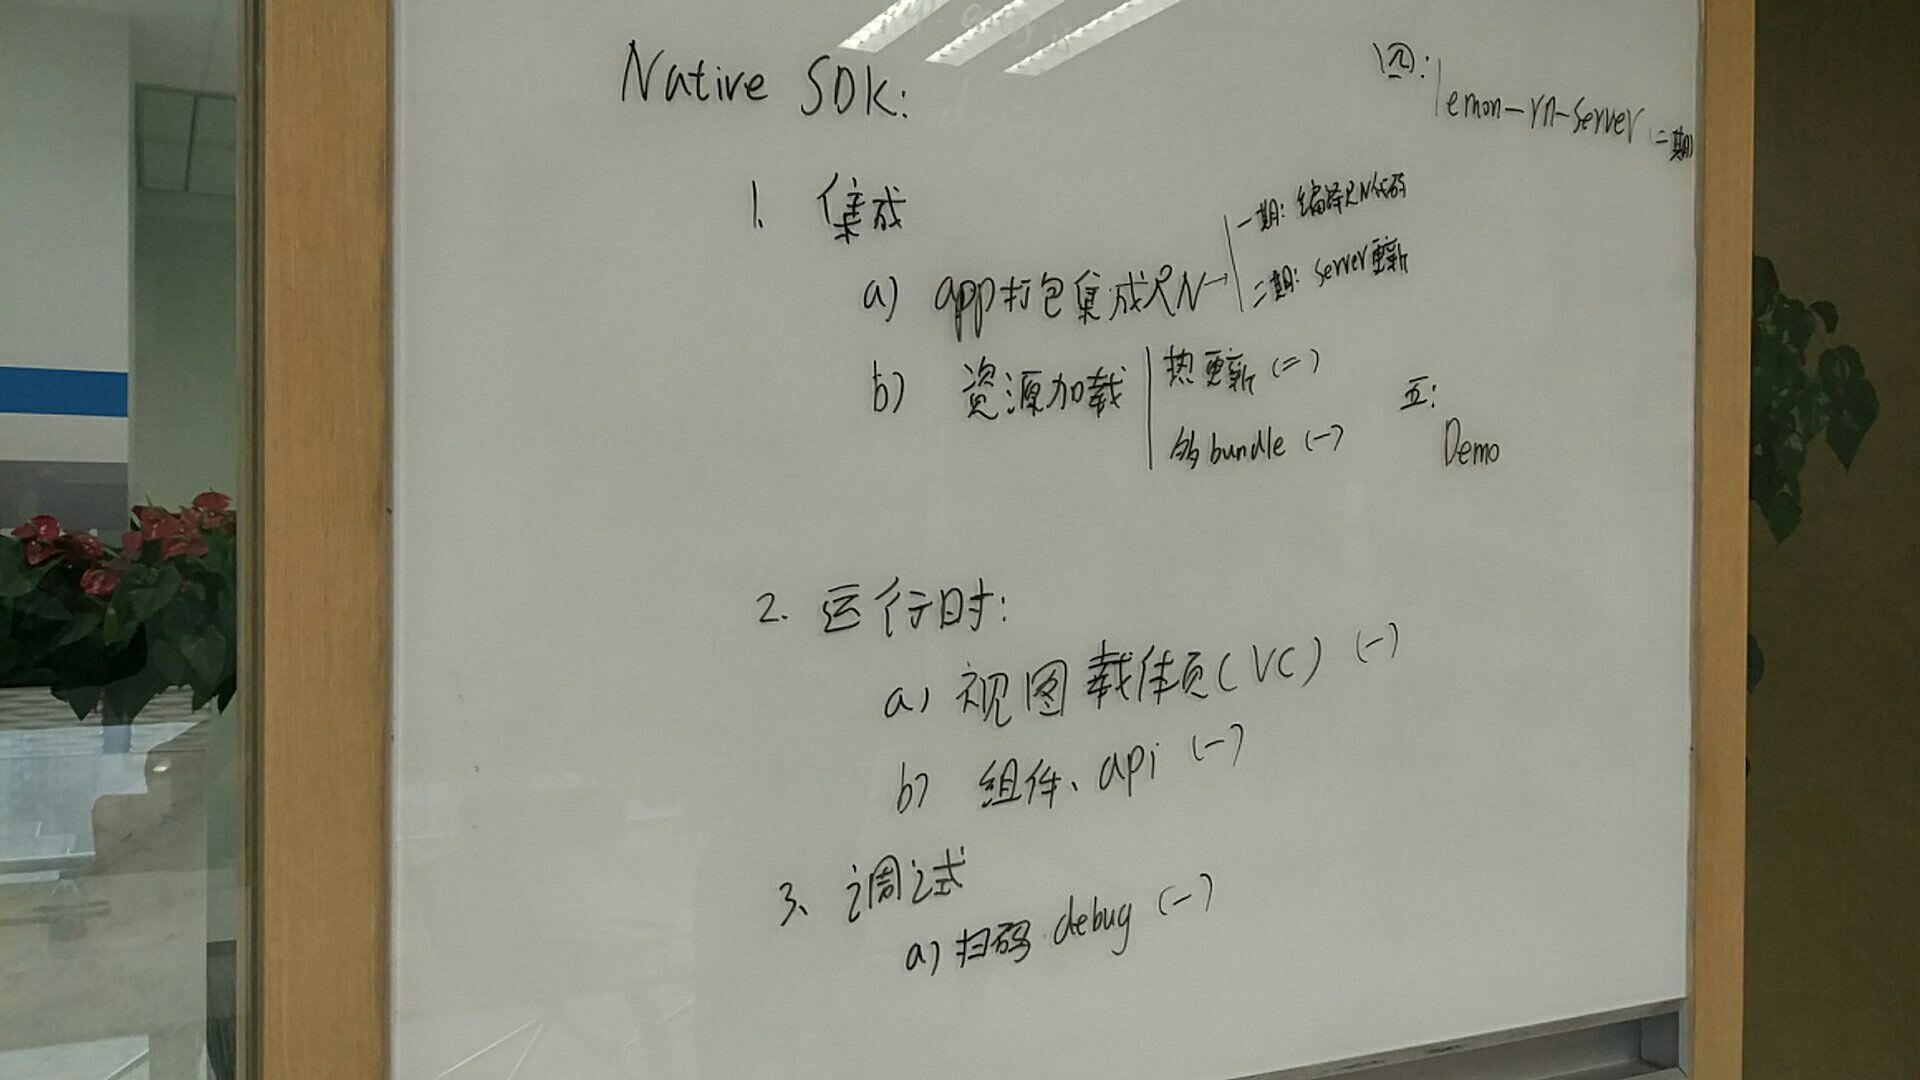 Native SDK:
1. 集成
a) app打包集成RN→
一期: 编译RN代码
二期: server更新
b) 資源加载
热更新 (二)
多bundle (一)
2. 运行时:
a) 视图载体页(VC) (一)
b) 组件、api (一)
3、调试
a) 扫码 debug (一)
四:
lemon-rn-server (二期)
五:
Demo